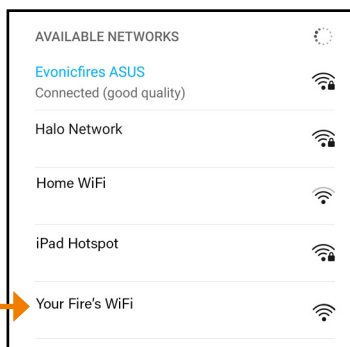 AVAILABLE NETWORKS
Evonicfires ASUS
Connected (good quality)
Halo Network
Home WiFi
iPad Hotspot
Your Fire's WiFi